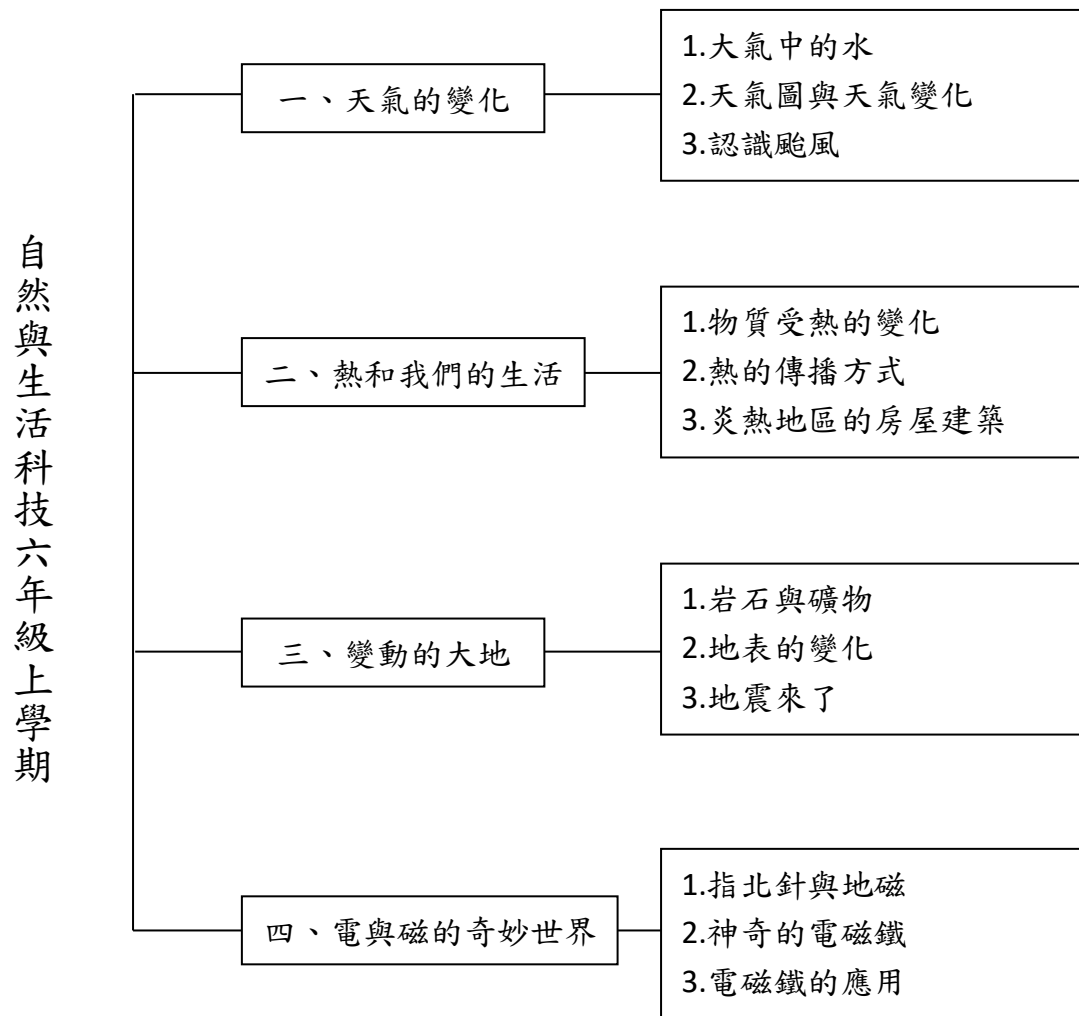 自然與生活科技六年級上學期
一、天氣的變化
1.大氣中的水
2.天氣圖與天氣變化
3.認識颱風
二、熱和我們的生活
1.物質受熱的變化
2.熱的傳播方式
3.炎熱地區的房屋建築
三、變動的大地
1.岩石與礦物
2.地表的變化
3.地震來了
四、電與磁的奇妙世界
1.指北針與地磁
2.神奇的電磁鐵
3.電磁鐵的應用